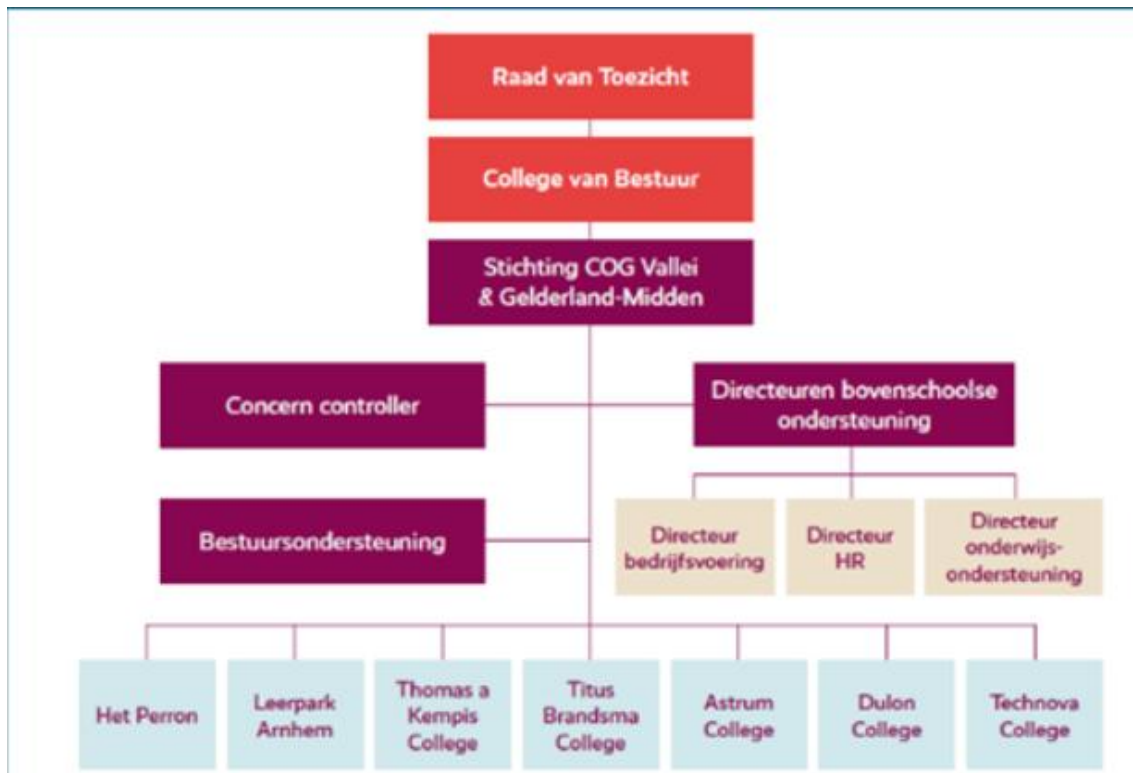 Raad van Toezicht
College van Bestuur
Stichting COG Vallei
& Gelderland-Midden
Concern controller
Directeuren bovenschoolse
ondersteuning
Bestuursondersteuning
Directeur
bedrijfsvoering
Directeur
HR
Directeur
onderwijs-
ondersteuning
Het Perron
Leerpark
Arnhem
Thomas a
Kempis
College
Titus
Brandsma
College
Astrum
College
Dulon
College
Technova
College